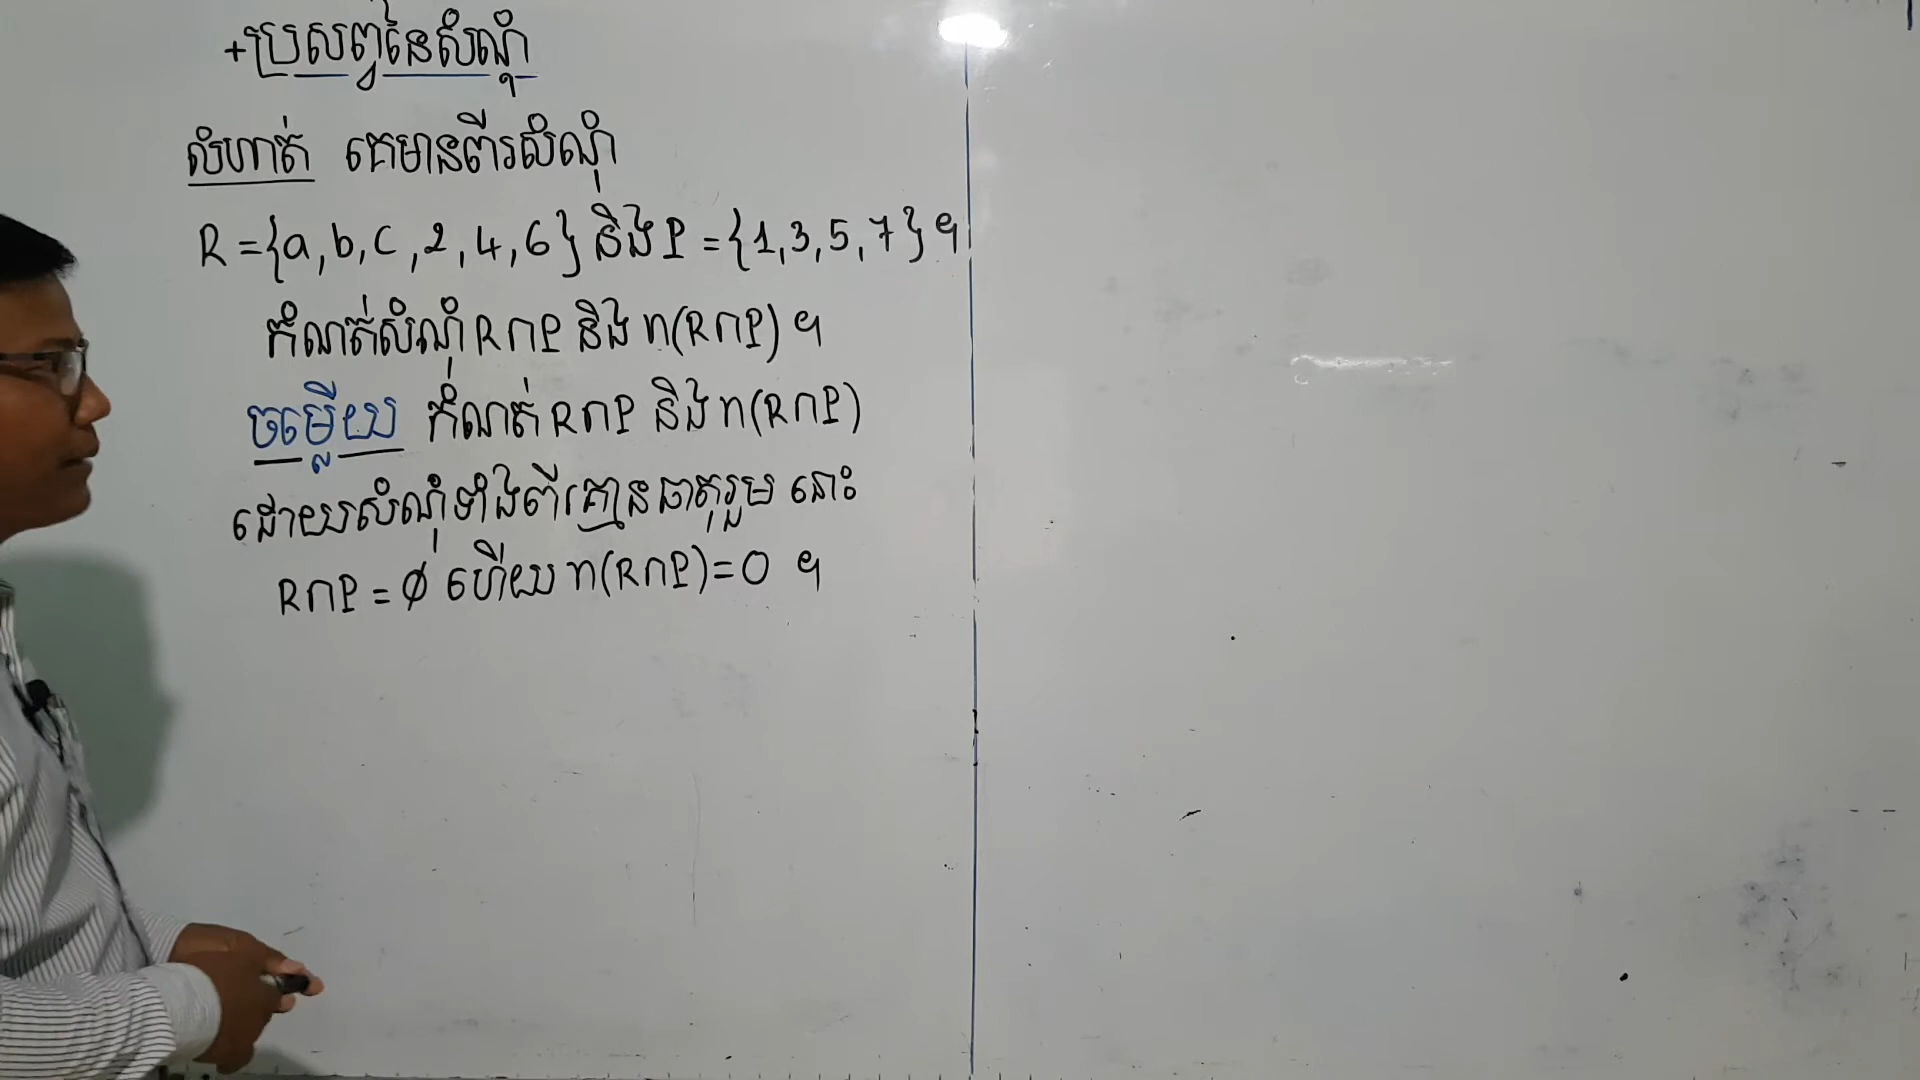 +ប្រសព្វនៃសំណុំ
លំហាត់ គេមានពីរសំណុំ
R = {a, b, c, 2, 4, 6} និង P = {1, 3, 5, 7} ។
កំណត់សំណុំ R∩P និង n(R∩P) ។
ចម្លើយ កំណត់ R∩P និង n(R∩P)
ដោយសំណុំទាំងពីរគ្មានធាតុរួម នោះ
R∩P = ∅ ហើយ n(R∩P) = 0 ។